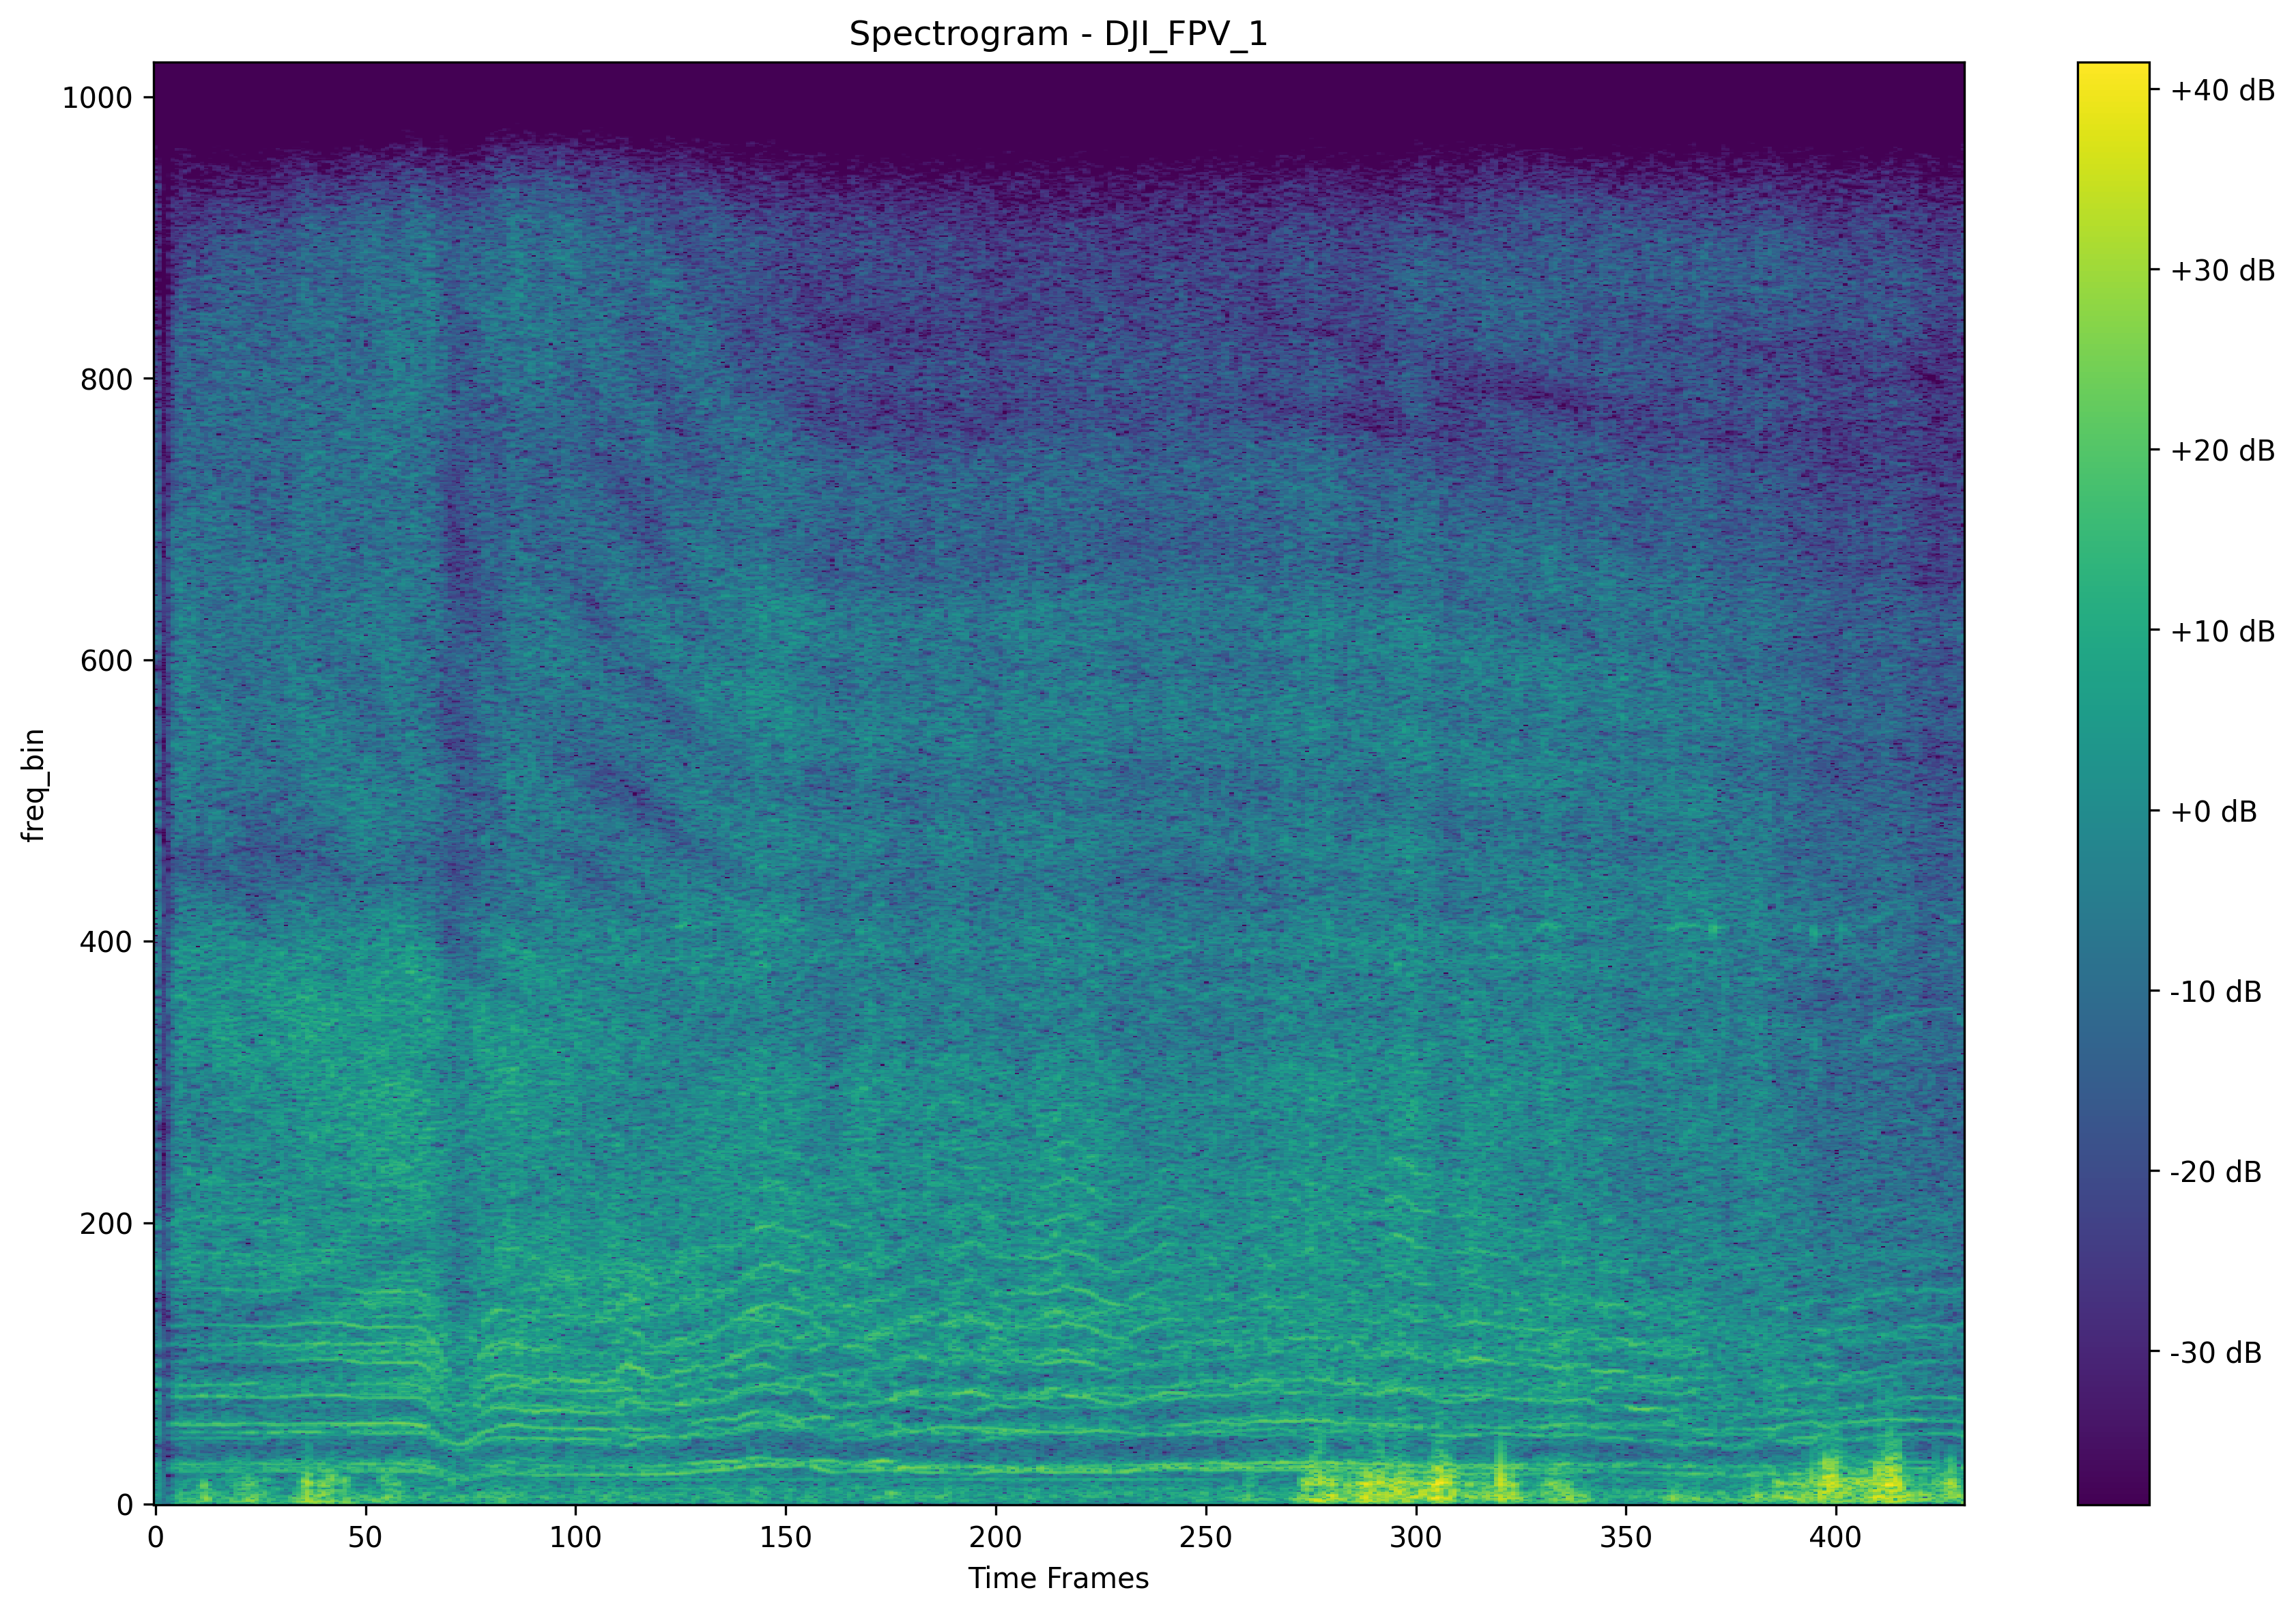 Spectrogram - DJI_FPV_1
1000
800
600
400
200
0
freq_bin
0 50 100 150 200 250 300 350 400
Time Frames
+40 dB
+30 dB
+20 dB
+10 dB
+0 dB
-10 dB
-20 dB
-30 dB